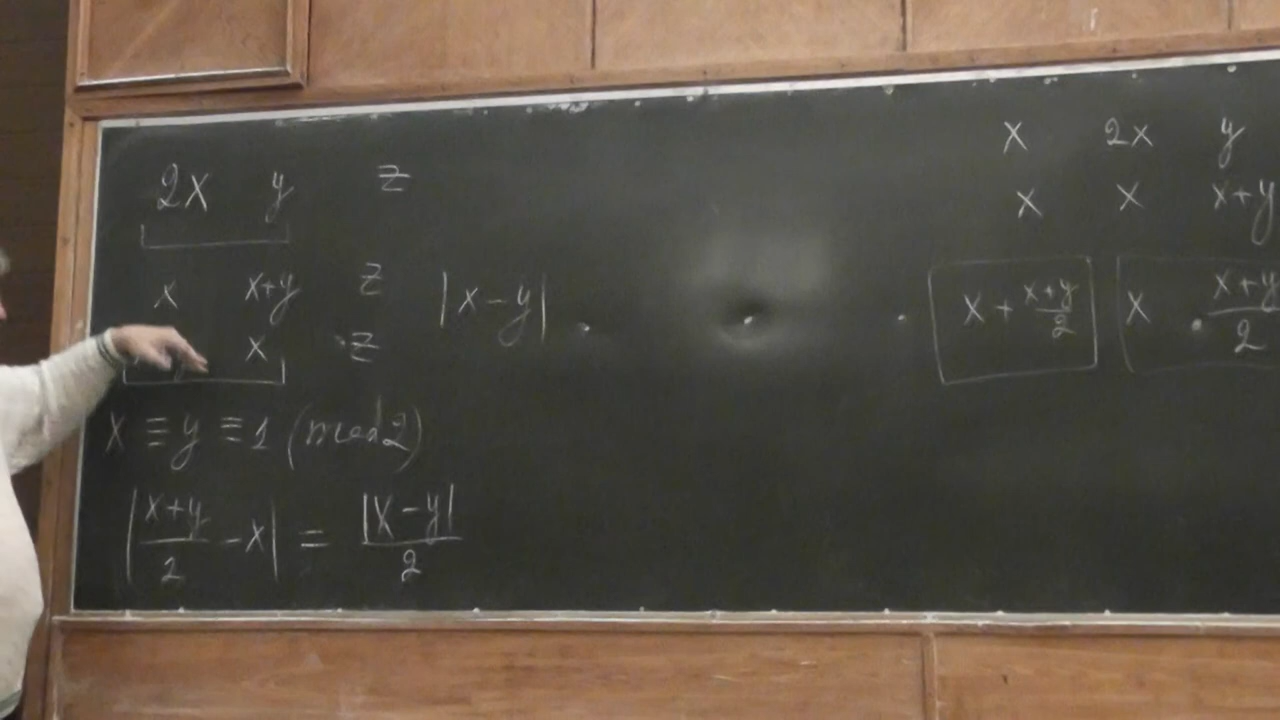 2x y z
x x+y z |x-y|
x z
x ≡ y ≡ 1 (mod 2)
|(x+y)/2 - x| = |x-y|/2
x 2x y
x x x+y
x + (x+y)/2 x (x+y)/2